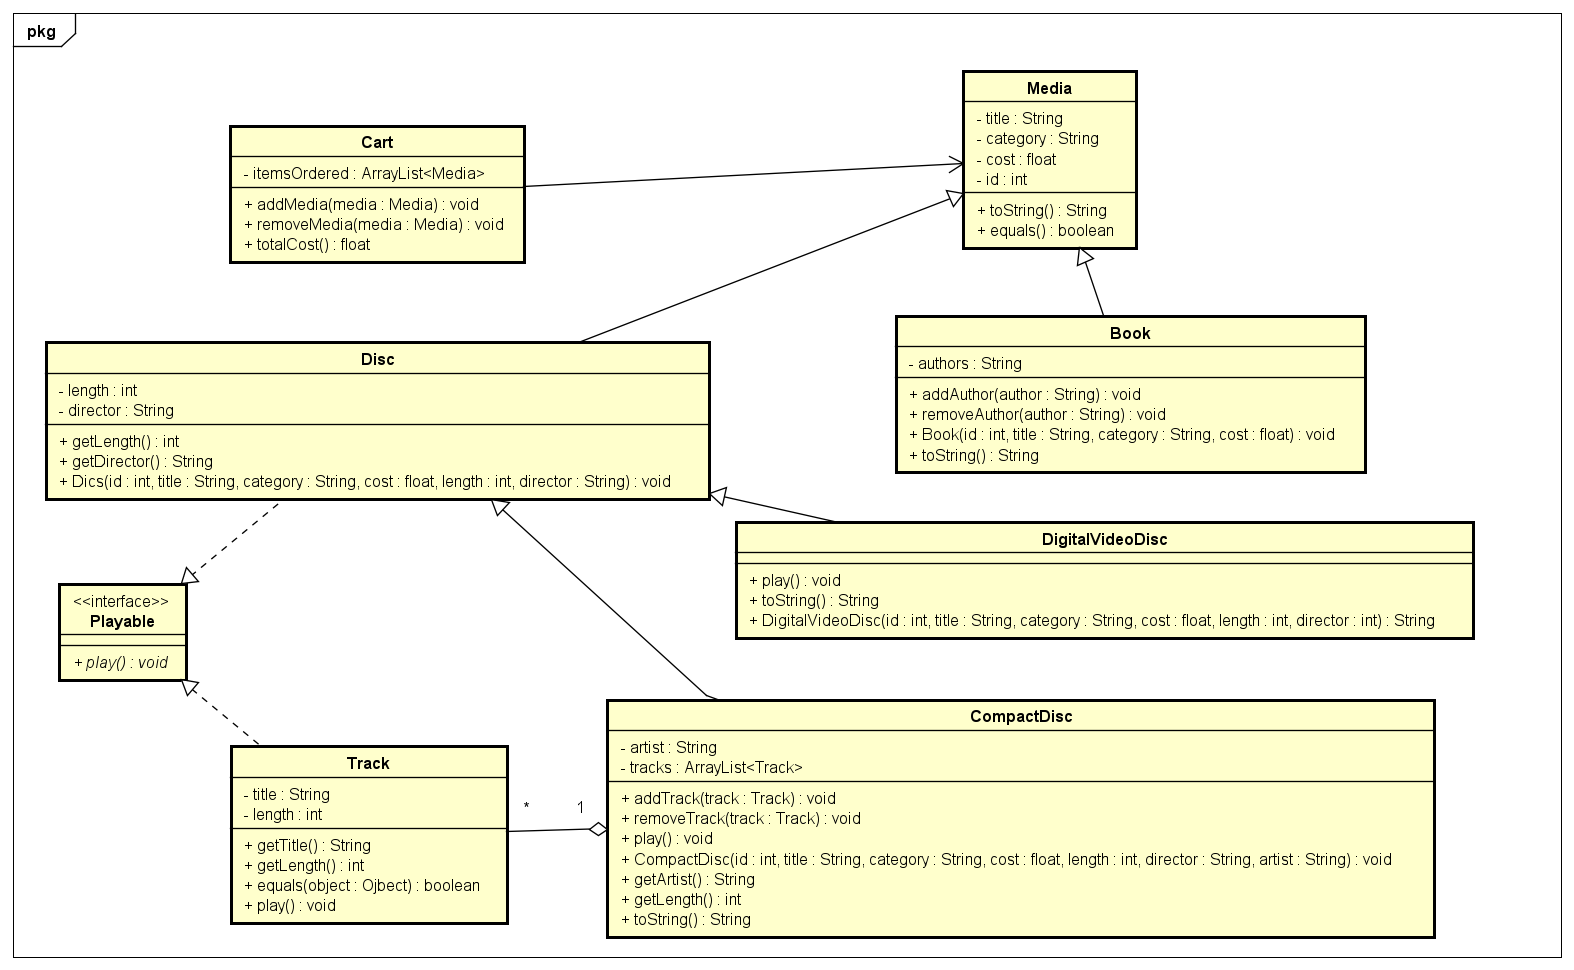 pkg
Media
- title : String
- category : String
- cost : float
- id : int
+ toString() : String
+ equals() : boolean
Cart
- itemsOrdered : ArrayList<Media>
+ addMedia(media : Media) : void
+ removeMedia(media : Media) : void
+ totalCost() : float
Book
- authors : String
+ addAuthor(author : String) : void
+ removeAuthor(author : String) : void
+ Book(id : int, title : String, category : String, cost : float) : void
+ toString() : String
Disc
- length : int
- director : String
+ getLength() : int
+ getDirector() : String
+ Dics(id : int, title : String, category : String, cost : float, length : int, director : String) : void
DigitalVideoDisc
+ play() : void
+ toString() : String
+ DigitalVideoDisc(id : int, title : String, category : String, cost : float, length : int, director : int) : String
<<interface>>
Playable
+ play() : void
CompactDisc
- artist : String
- tracks : ArrayList<Track>
+ addTrack(track : Track) : void
+ removeTrack(track : Track) : void
+ play() : void
+ CompactDisc(id : int, title : String, category : String, cost : float, length : int, director : String, artist : String) : void
+ getArtist() : String
+ getLength() : int
+ toString() : String
Track
- title : String
- length : int
+ getTitle() : String
+ getLength() : int
+ equals(object : Ojbect) : boolean
+ play() : void
* 1